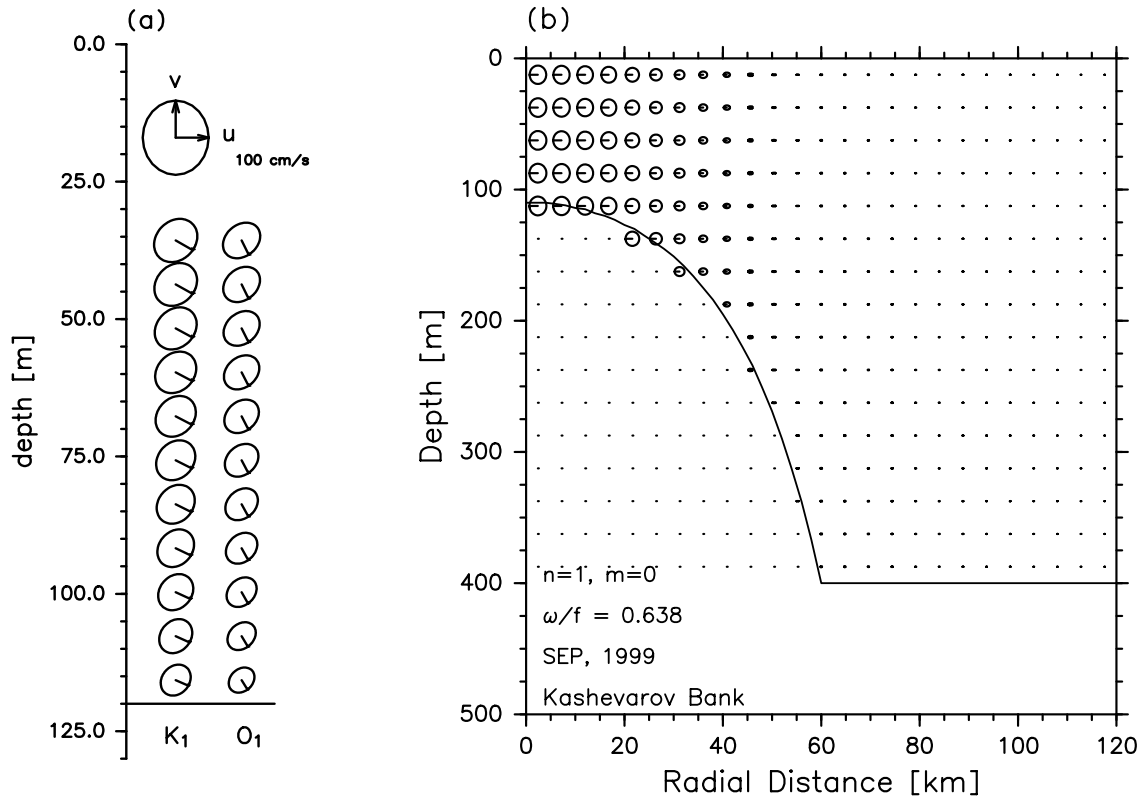 (a)
0.0
25.0
50.0
75.0
100.0
125.0
depth [m]
v
u
100 cm/s
K1
O1
(b)
0
100
200
300
400
500
Depth [m]
n=1, m=0
ω/f = 0.638
SEP, 1999
Kashevarov Bank
0 20 40 60 80 100 120
Radial Distance [km]